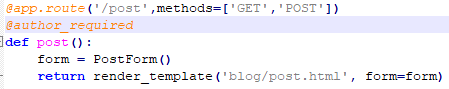 @app.route('/post',methods=['GET','POST'])
@author_required
def post():
    form = PostForm()
    return render_template('blog/post.html', form=form)